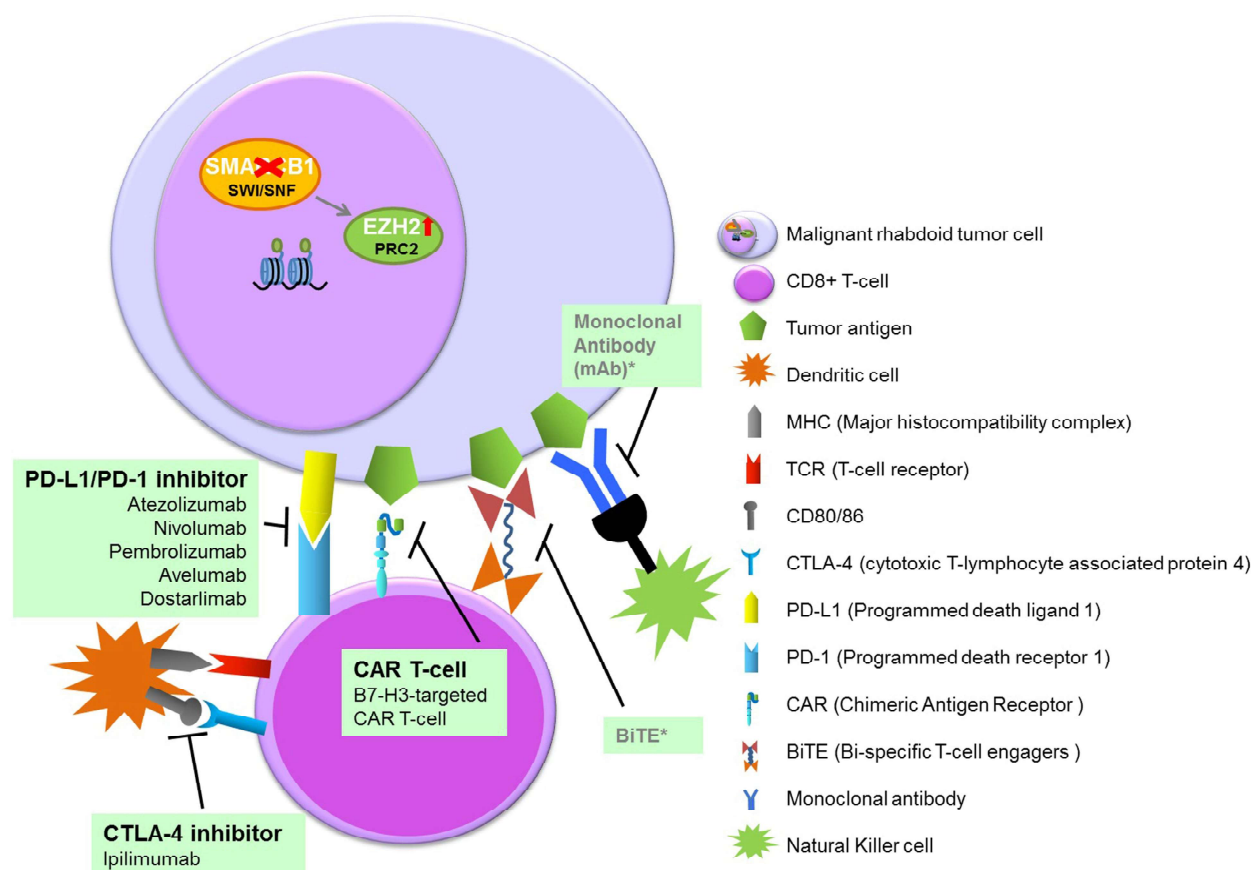 SMARCB1
SWI/SNF
EZH2
PRC2
Monoclonal
Antibody
(mAb)*
PD-L1/PD-1 inhibitor
Atezolizumab
Nivolumab
Pembrolizumab
Avelumab
Dostarlimab
CAR T-cell
B7-H3-targeted
CAR T-cell
BiTE*
CTLA-4 inhibitor
Ipilimumab
Malignant rhabdoid tumor cell
CD8+ T-cell
Tumor antigen
Dendritic cell
MHC (Major histocompatibility complex)
TCR (T-cell receptor)
CD80/86
CTLA-4 (cytotoxic T-lymphocyte associated protein 4)
PD-L1 (Programmed death ligand 1)
PD-1 (Programmed death receptor 1)
CAR (Chimeric Antigen Receptor )
BiTE (Bi-specific T-cell engagers )
Monoclonal antibody
Natural Killer cell